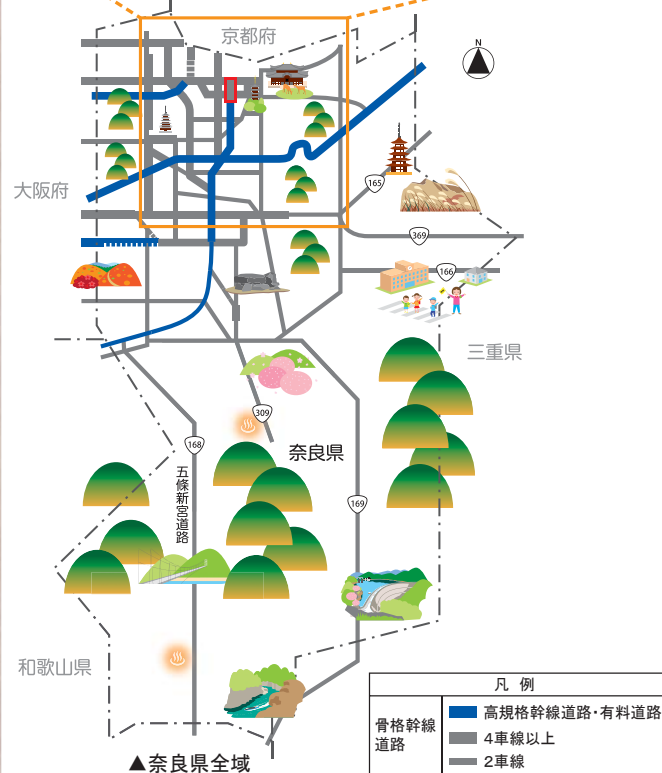 京都府
N
大阪府
165
369
166
三重県
309
奈良県
168
五條新宮道路
169
和歌山県
▲奈良県全域
凡 例
骨格幹線
道路
高規格幹線道路・有料道路
4車線以上
2車線